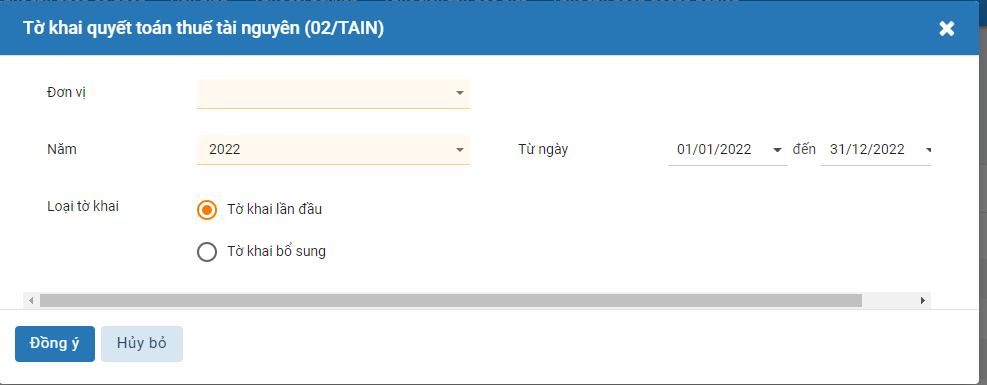 Tờ khai quyết toán thuế tài nguyên (02/TAIN)
Đơn vị
Năm 2022 Từ ngày 01/01/2022 đến 31/12/2022
Loại tờ khai Tờ khai lần đầu
Tờ khai bổ sung
Đồng ý Hủy bỏ